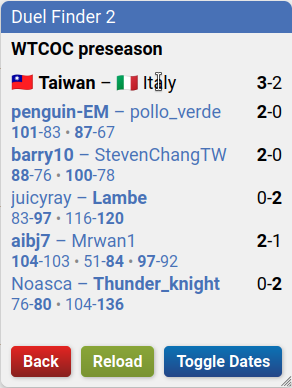 Duel Finder 2
WTCOC preseason
Taiwan – Italy 3-2
penguin-EM – pollo_verde 2-0
101-83 • 87-67
barry10 – StevenChangTW 2-0
88-76 • 100-78
juicyray – Lambe 0-2
83-97 • 116-120
aibj7 – Mrwan1 2-1
104-103 • 51-84 • 97-92
Noasca – Thunder_knight 0-2
76-80 • 104-136
Back Reload Toggle Dates